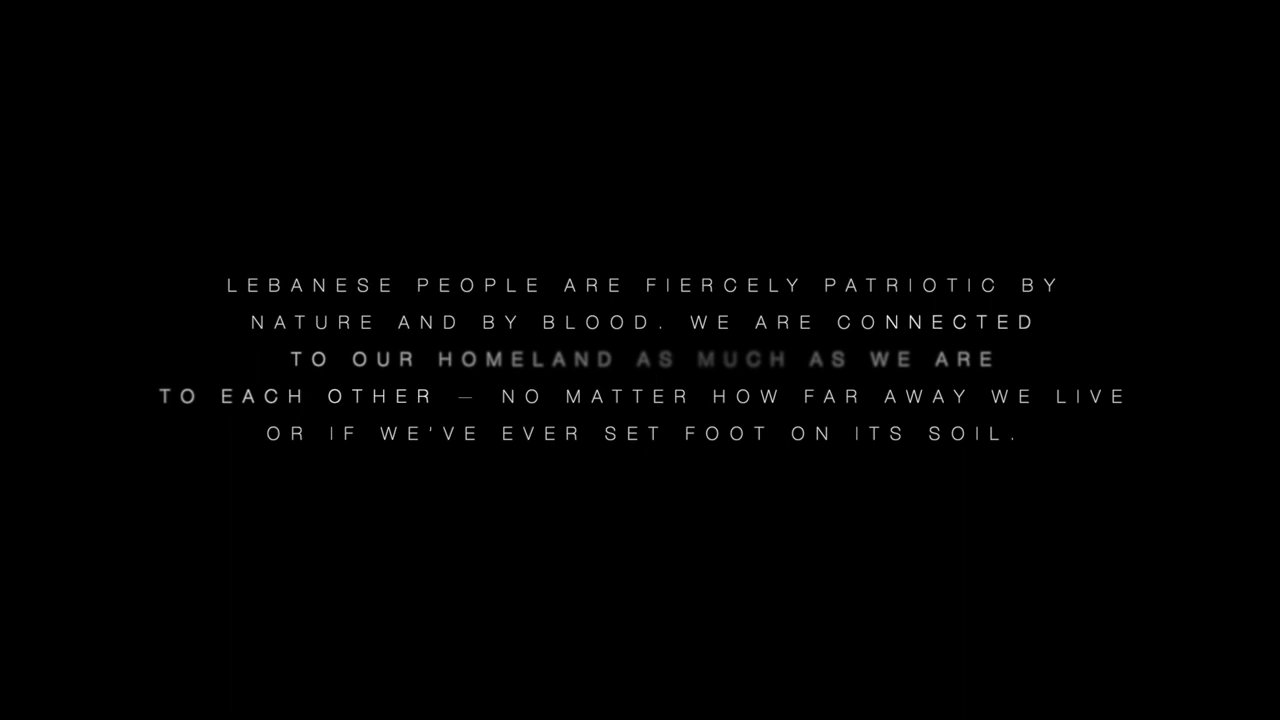 LEBANESE PEOPLE ARE FIERCELY PATRIOTIC BY
NATURE AND BY BLOOD. WE ARE CONNECTED
TO OUR HOMELAND AS MUCH AS WE ARE
TO EACH OTHER — NO MATTER HOW FAR AWAY WE LIVE
OR IF WE'VE EVER SET FOOT ON ITS SOIL.